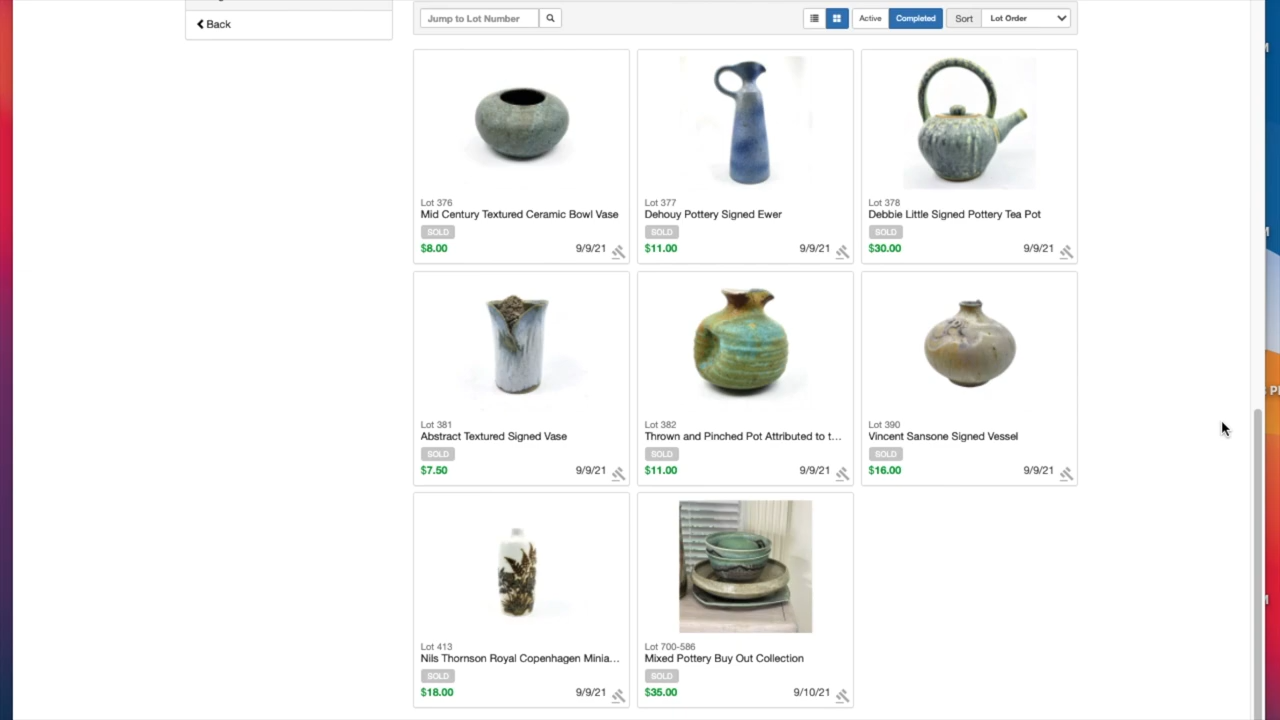 Back
Jump to Lot Number
Active
Completed
Sort
Lot Order
Lot 376
Mid Century Textured Ceramic Bowl Vase
SOLD
$8.00
9/9/21
Lot 377
Dehouy Pottery Signed Ewer
SOLD
$11.00
9/9/21
Lot 378
Debbie Little Signed Pottery Tea Pot
SOLD
$30.00
9/9/21
Lot 381
Abstract Textured Signed Vase
SOLD
$7.50
9/9/21
Lot 382
Thrown and Pinched Pot Attributed to t...
SOLD
$11.00
9/9/21
Lot 390
Vincent Sansone Signed Vessel
SOLD
$16.00
9/9/21
Lot 413
Nils Thornson Royal Copenhagen Minia...
SOLD
$18.00
9/9/21
Lot 700-586
Mixed Pottery Buy Out Collection
SOLD
$35.00
9/10/21